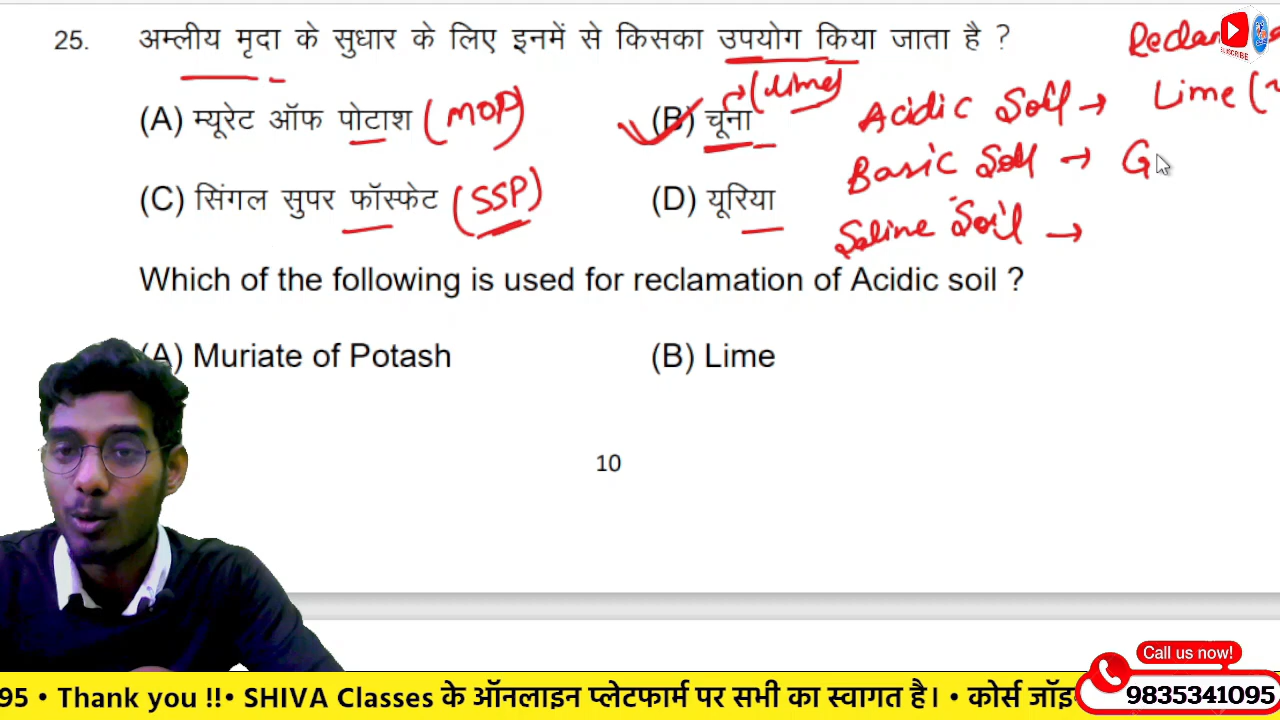 25. अम्लीय मृदा के सुधार के लिए इनमें से किसका उपयोग किया जाता है ?
Reclam
SUBSCRIBE
(A) म्यूरेट ऑफ पोटाश (MOP)
(B) चूना → (Lime)
Acidic Soil → Lime (
(C) सिंगल सुपर फॉस्फेट (SSP)
(D) यूरिया
Basic Soil → G
Saline Soil →
Which of the following is used for reclamation of Acidic soil ?
(A) Muriate of Potash
(B) Lime
10
Call us now!
9835341095
95 • Thank you !!• SHIVA Classes के ऑनलाइन प्लेटफार्म पर सभी का स्वागत है। • कोर्स जॉइ